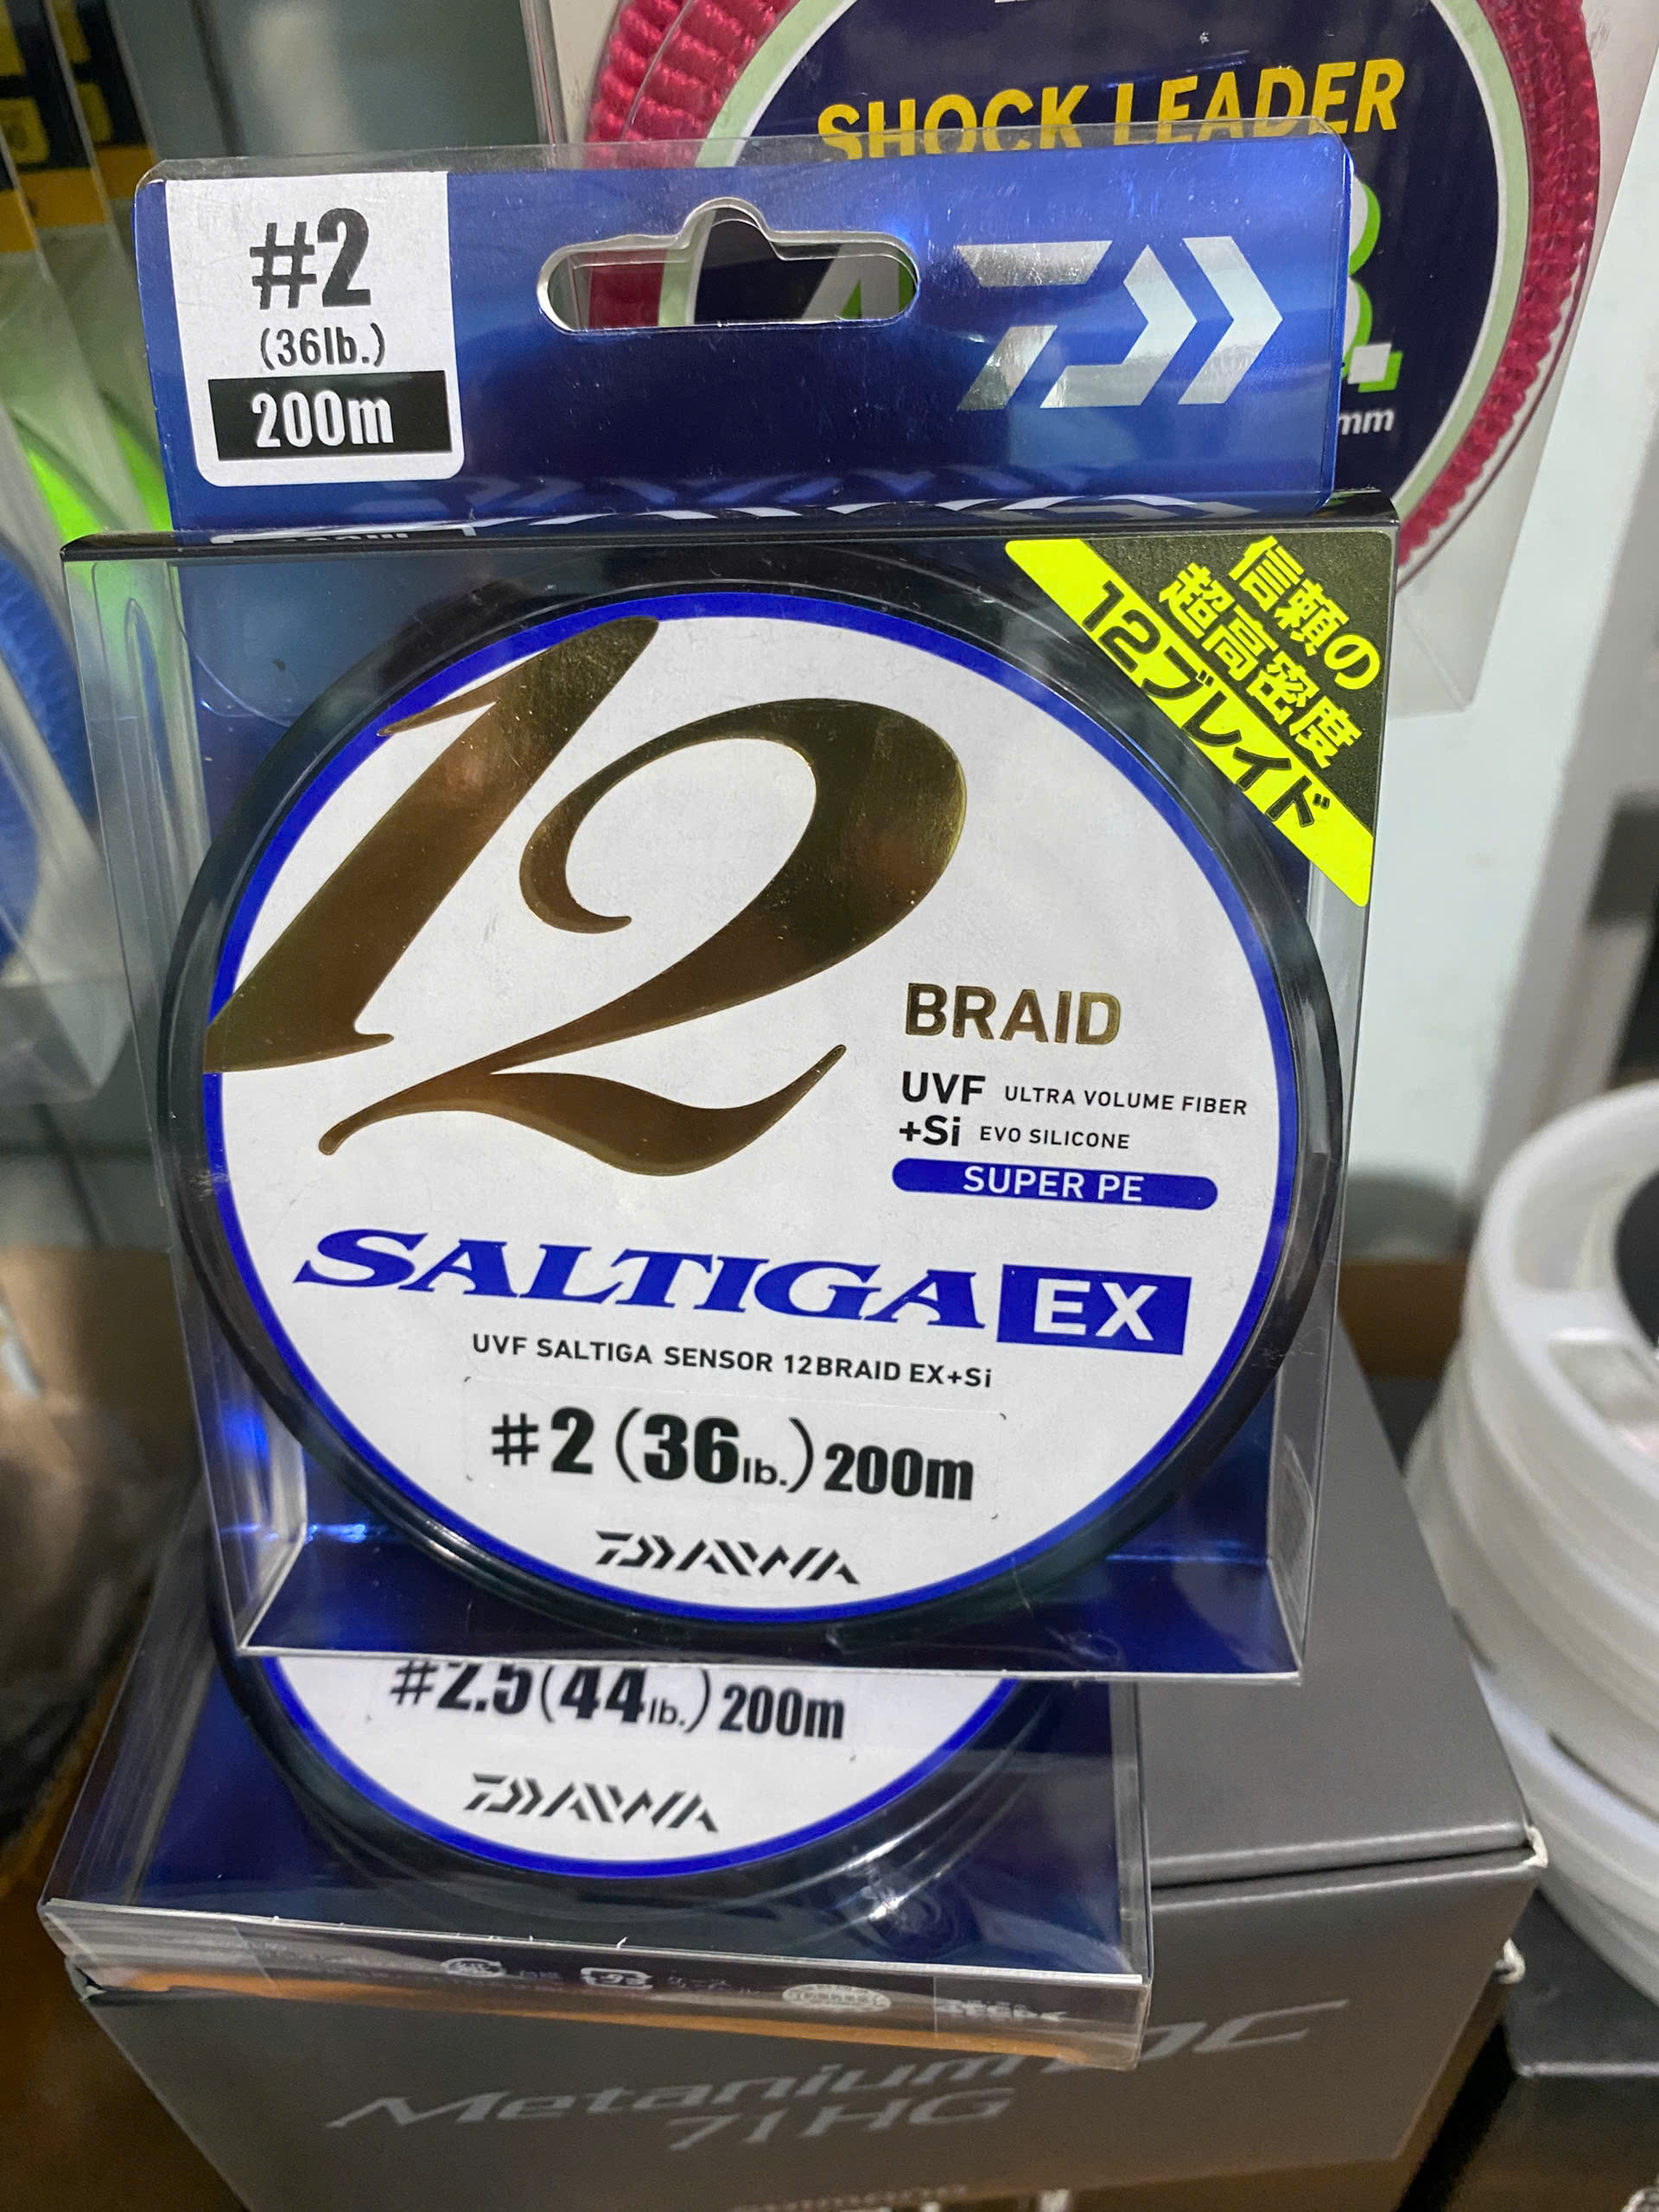 SHOCK LEADER
mm
#2
(36lb.)
200m
信頼の
超高密度
12ブレイド
12
BRAID
UVF ULTRA VOLUME FIBER
+Si EVO SILICONE
SUPER PE
SALTIGA EX
UVF SALTIGA SENSOR 12BRAID EX+Si
#2(36lb.)200m
DAIWA
#2.5(44lb.)200m
DAIWA
Metanium DC
71HG